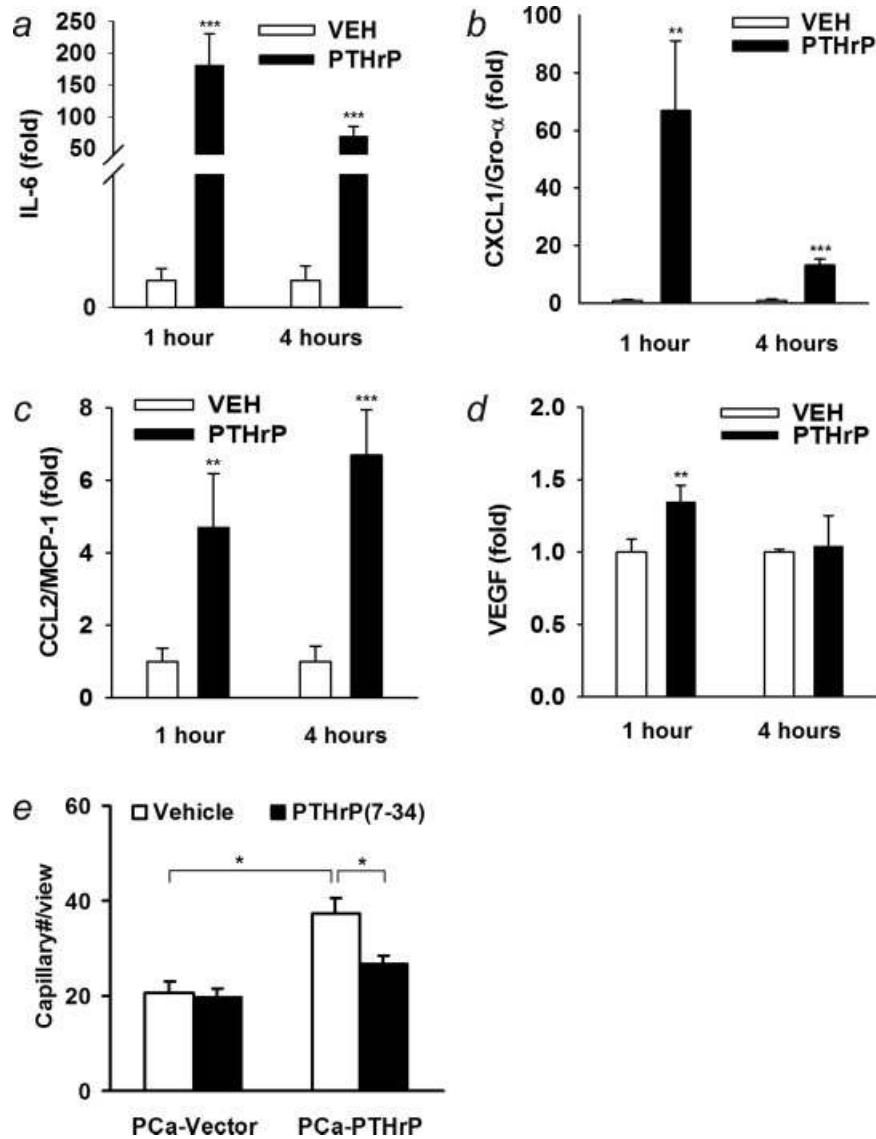 a
IL-6 (fold)
250
200
150
100
50
0
***
***
VEH
PTHrP
1 hour
4 hours
b
CXCL1/Gro-α (fold)
100
80
60
40
20
0
**
***
VEH
PTHrP
1 hour
4 hours
c
CCL2/MCP-1 (fold)
8
6
4
2
0
**
***
VEH
PTHrP
1 hour
4 hours
d
VEGF (fold)
2.0
1.5
1.0
0.5
0.0
**
VEH
PTHrP
1 hour
4 hours
e
Capillary#/view
60
40
20
0
Vehicle PTHrP(7-34)
*
*
PCa-Vector
PCa-PTHrP